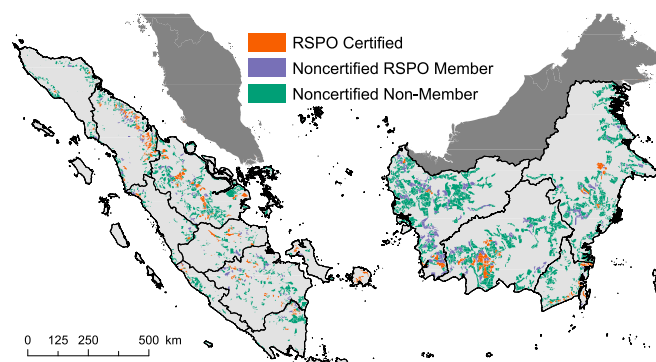 RSPO Certified
Noncertified RSPO Member
Noncertified Non-Member
0 125 250 500 km